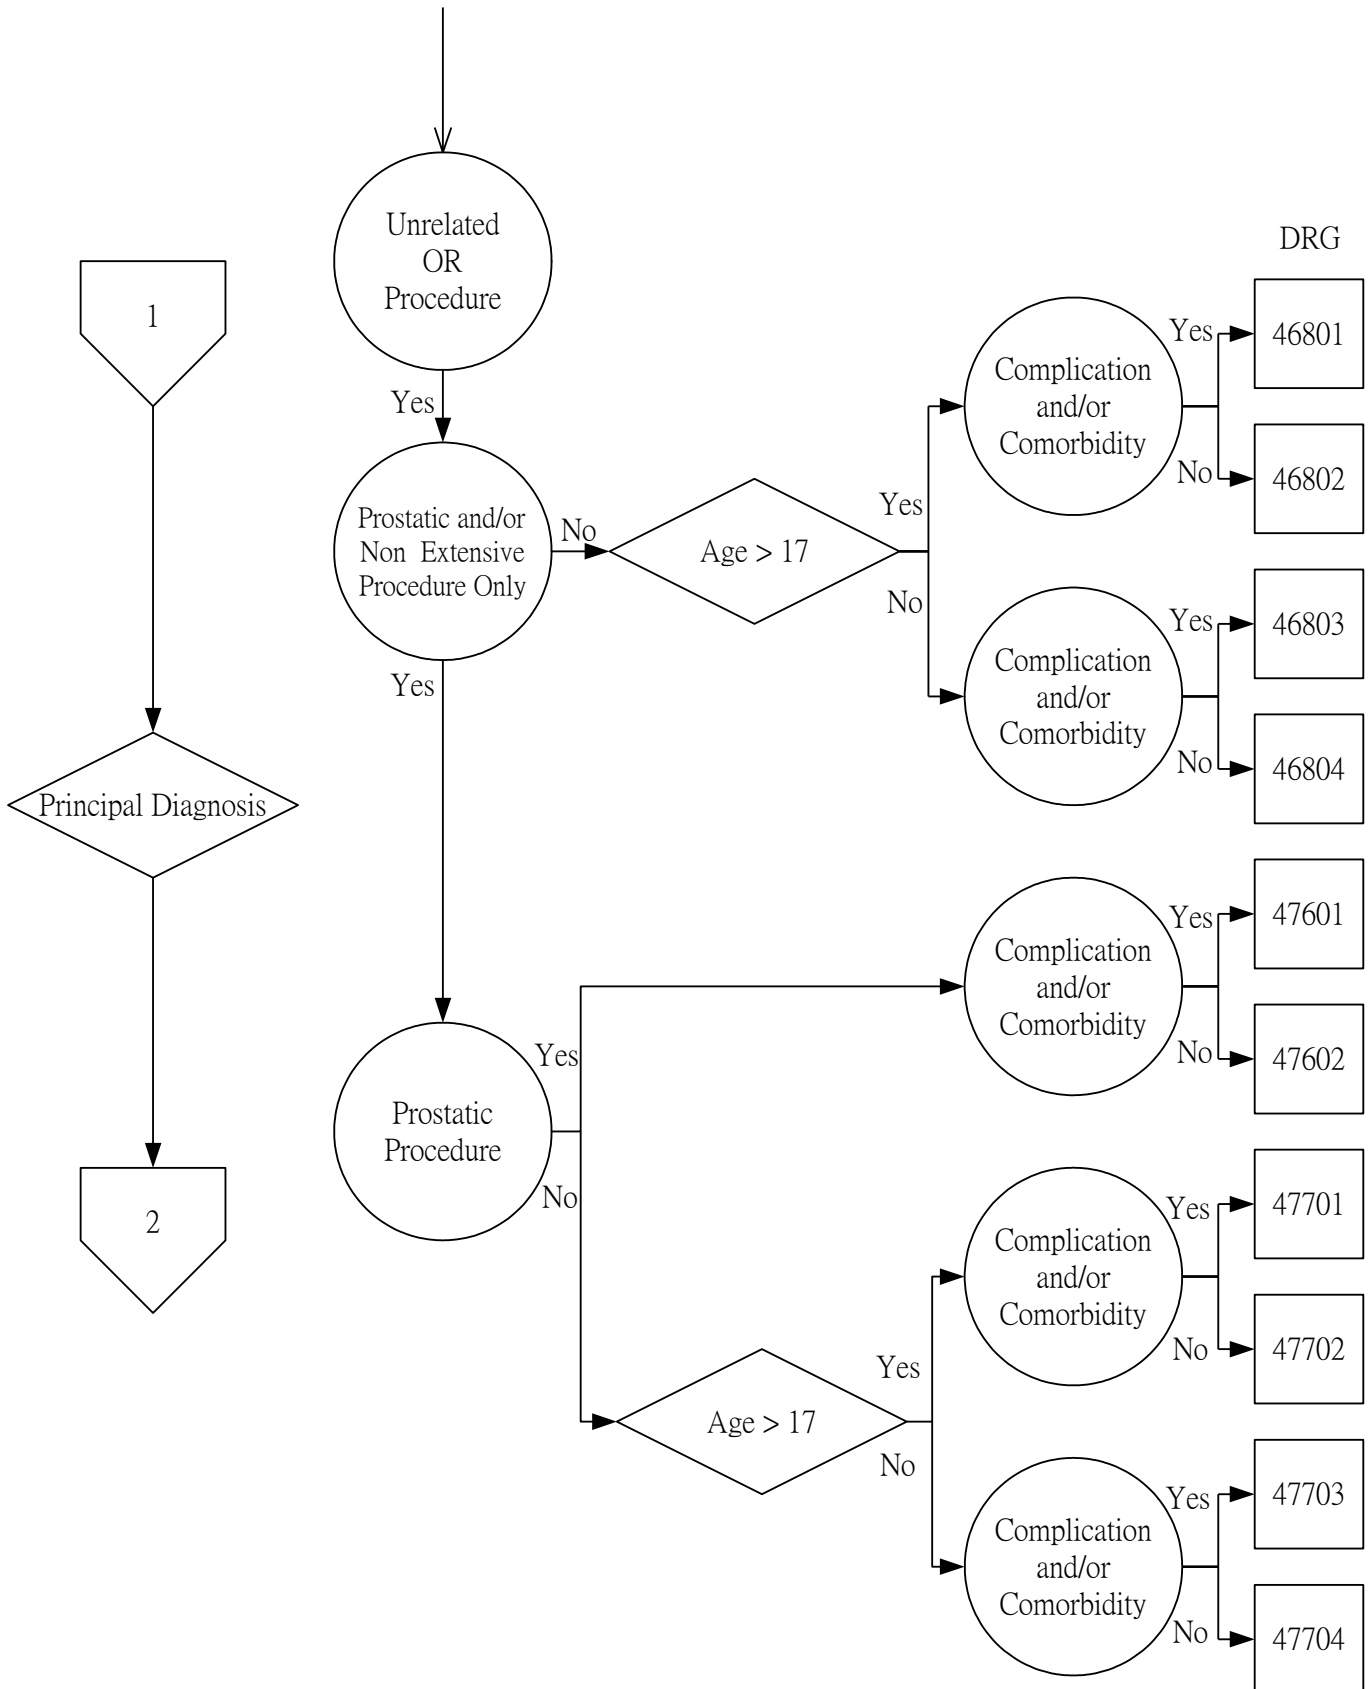 Unrelated
OR
Procedure
DRG
1
Yes
Complication
and/or
Comorbidity
Yes
46801
No
46802
Prostatic and/or
Non Extensive
Procedure Only
No
Age > 17
Yes
No
Complication
and/or
Comorbidity
Yes
46803
No
46804
Yes
Principal Diagnosis
Complication
and/or
Comorbidity
Yes
47601
No
47602
Prostatic
Procedure
Yes
No
2
Complication
and/or
Comorbidity
Yes
47701
No
47702
Age > 17
Yes
No
Complication
and/or
Comorbidity
Yes
47703
No
47704